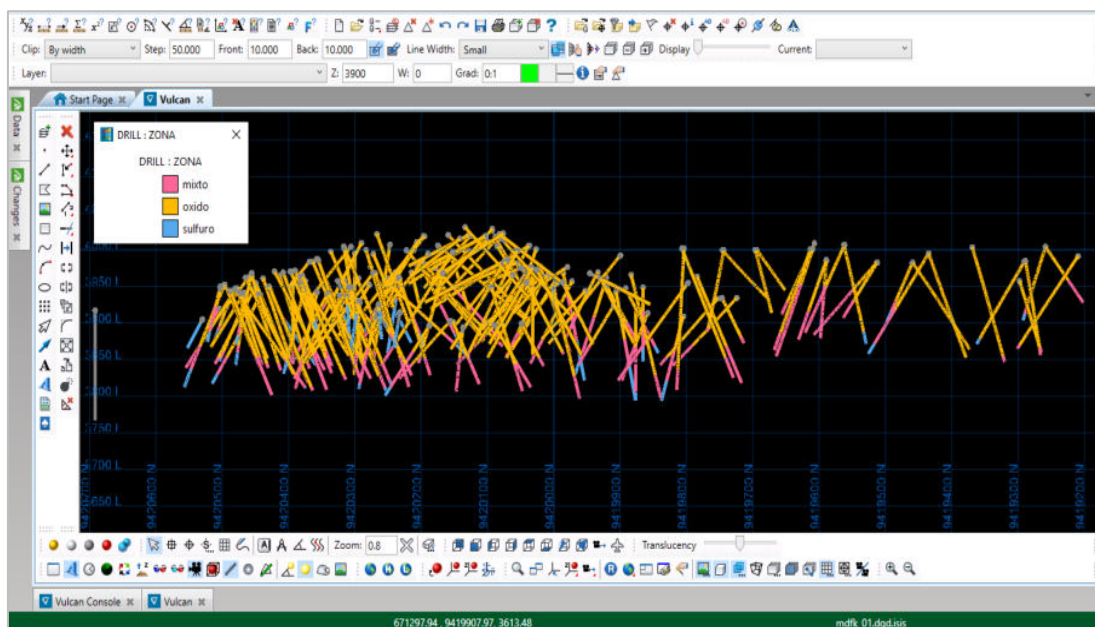 Clip: By width Step: 50.000 Front: 10.000 Back: 10.000 Line Width: Small Display Current:
Layer: Z: 3900 W: 0 Grad: 0:1
Start Page Vulcan
Data
Changes
DRILL : ZONA
DRILL : ZONA
mixto
oxido
sulfuro
3850 L
3800 L
3750 L
9420600 N
9420500 N
9420400 N
9420300 N
9420200 N
9420100 N
9420000 N
9419900 N
9419800 N
9419700 N
9419600 N
9419500 N
9419400 N
9419300 N
9419200 N
Zoom: 0.8 Translucency
Vulcan Console Vulcan
671297.94, 9419907.97, 3613.48 mdfk_01.dgd.isis